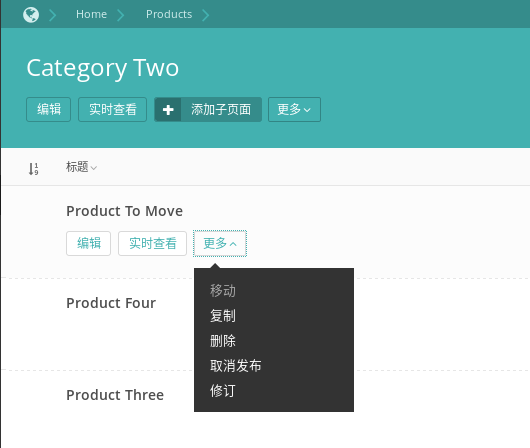 Home Products
Category Two
编辑 实时查看 添加子页面 更多
标题
Product To Move
编辑 实时查看 更多
移动
Product Four
复制
删除
取消发布
修订
Product Three